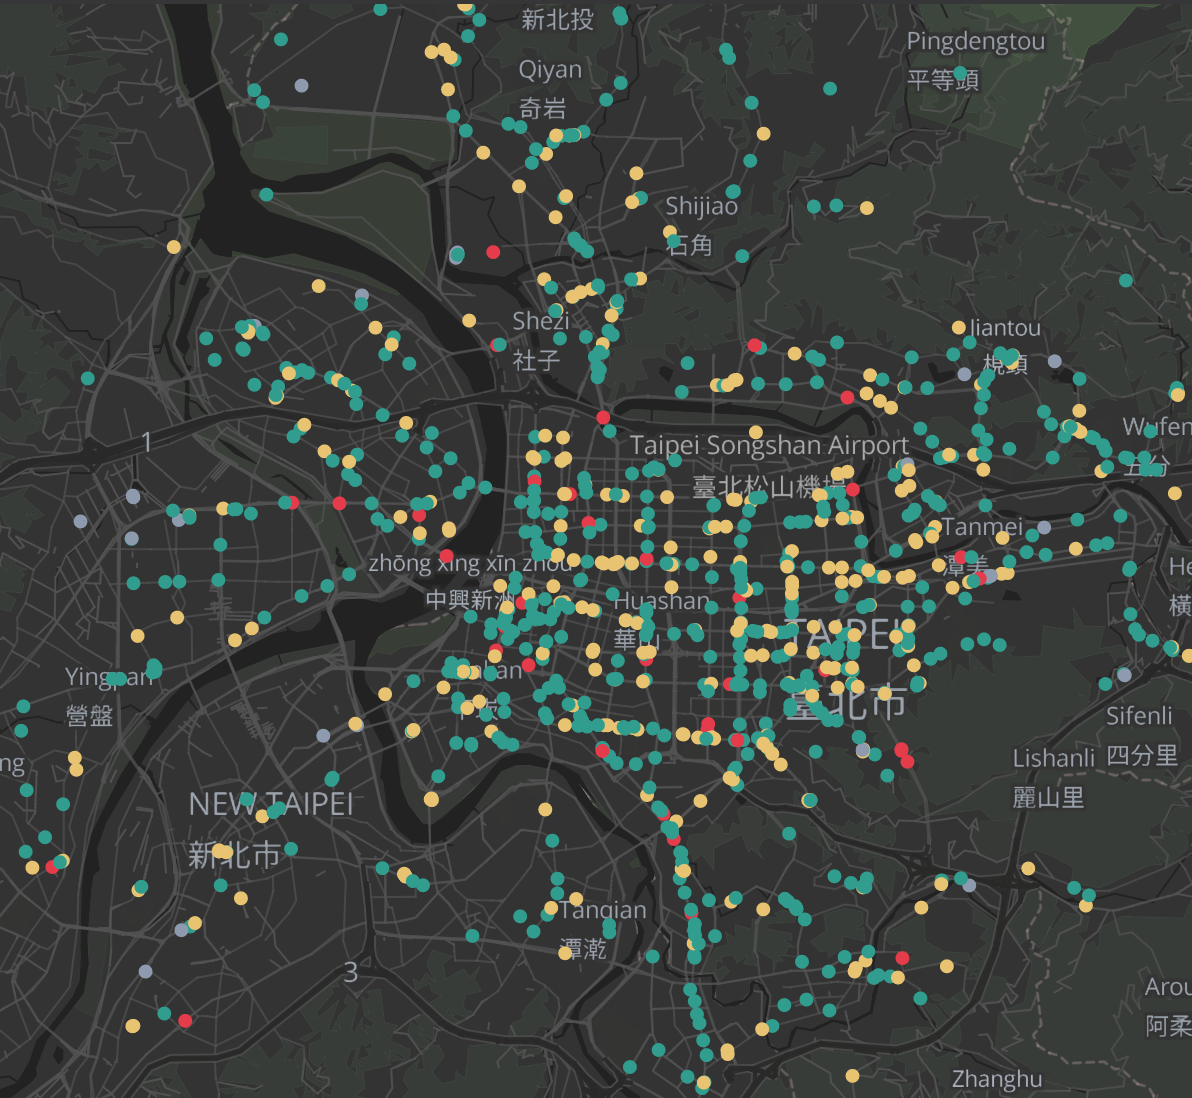 新北投
Pingdengtou
平等頭
Qiyan
奇岩
Shijiao
石角
Shezi
社子
liantou
梘頭
Wufen
五分
1
Taipei Songshan Airport
臺北松山機場
Tanmei
潭美
zhōng xīng xīn zhōu
中興新洲
Huashan
華山
He
橫
TAIPEI
臺北市
Yingpan
營盤
Sifenli
四分里
ng
Lishanli
麗山里
NEW TAIPEI
新北市
Tanqian
潭墘
3
Arou
阿柔
Zhanghu